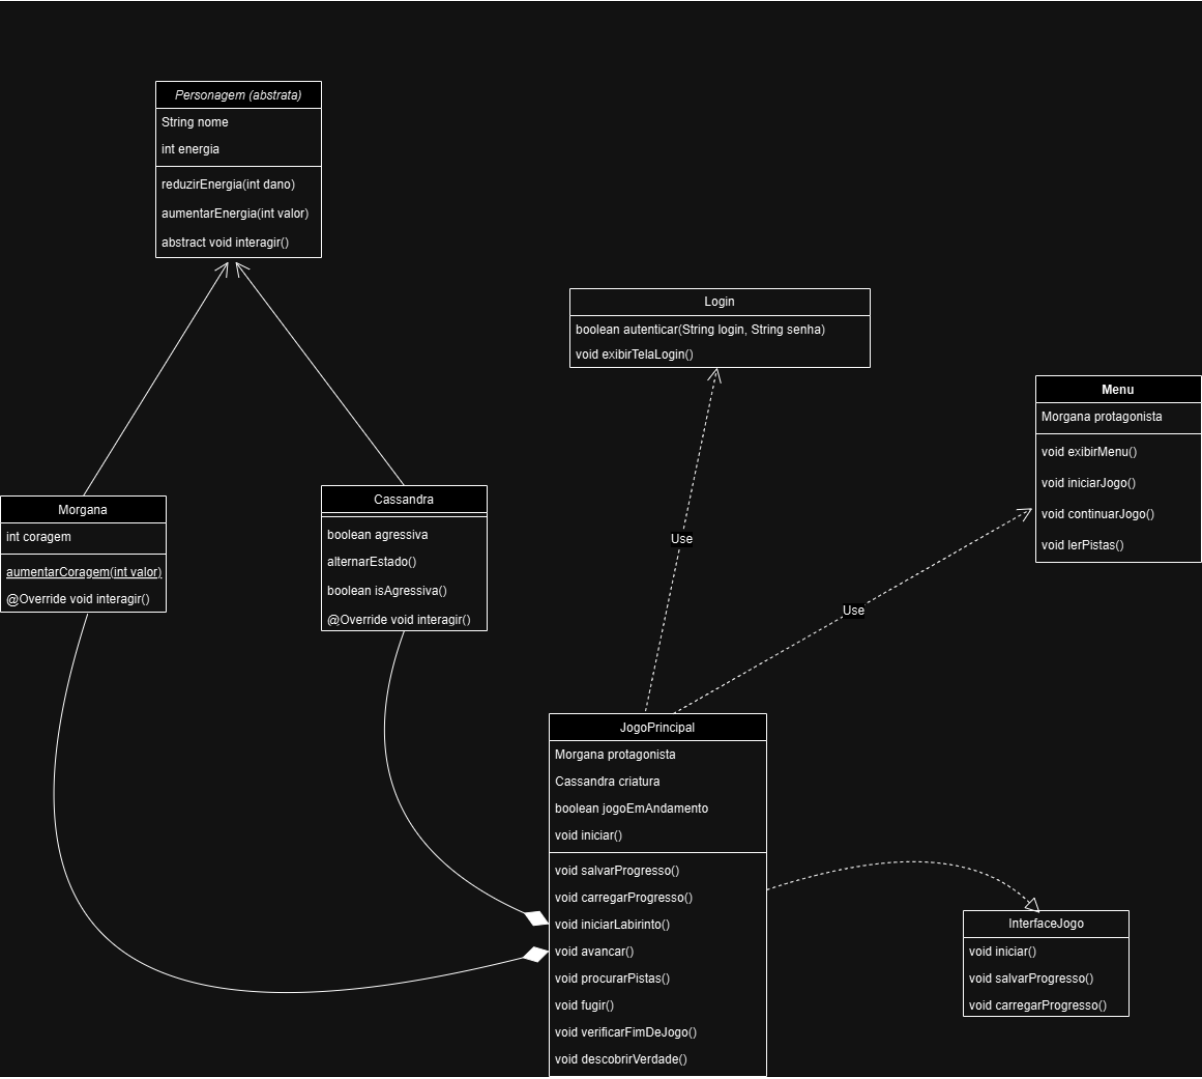 Personagem (abstrata)
String nome
int energia
reduzirEnergia(int dano)
aumentarEnergia(int valor)
abstract void interagir()
Login
boolean autenticar(String login, String senha)
void exibirTelaLogin()
Menu
Morgana protagonista
void exibirMenu()
void iniciarJogo()
void continuarJogo()
void lerPistas()
Morgana
int coragem
aumentarCoragem(int valor)
@Override void interagir()
Cassandra
boolean agressiva
alternarEstado()
boolean isAgressiva()
@Override void interagir()
Use
Use
JogoPrincipal
Morgana protagonista
Cassandra criatura
boolean jogoEmAndamento
void iniciar()
void salvarProgresso()
void carregarProgresso()
void iniciarLabirinto()
void avancar()
void procurarPistas()
void fugir()
void verificarFimDeJogo()
void descobrirVerdade()
InterfaceJogo
void iniciar()
void salvarProgresso()
void carregarProgresso()